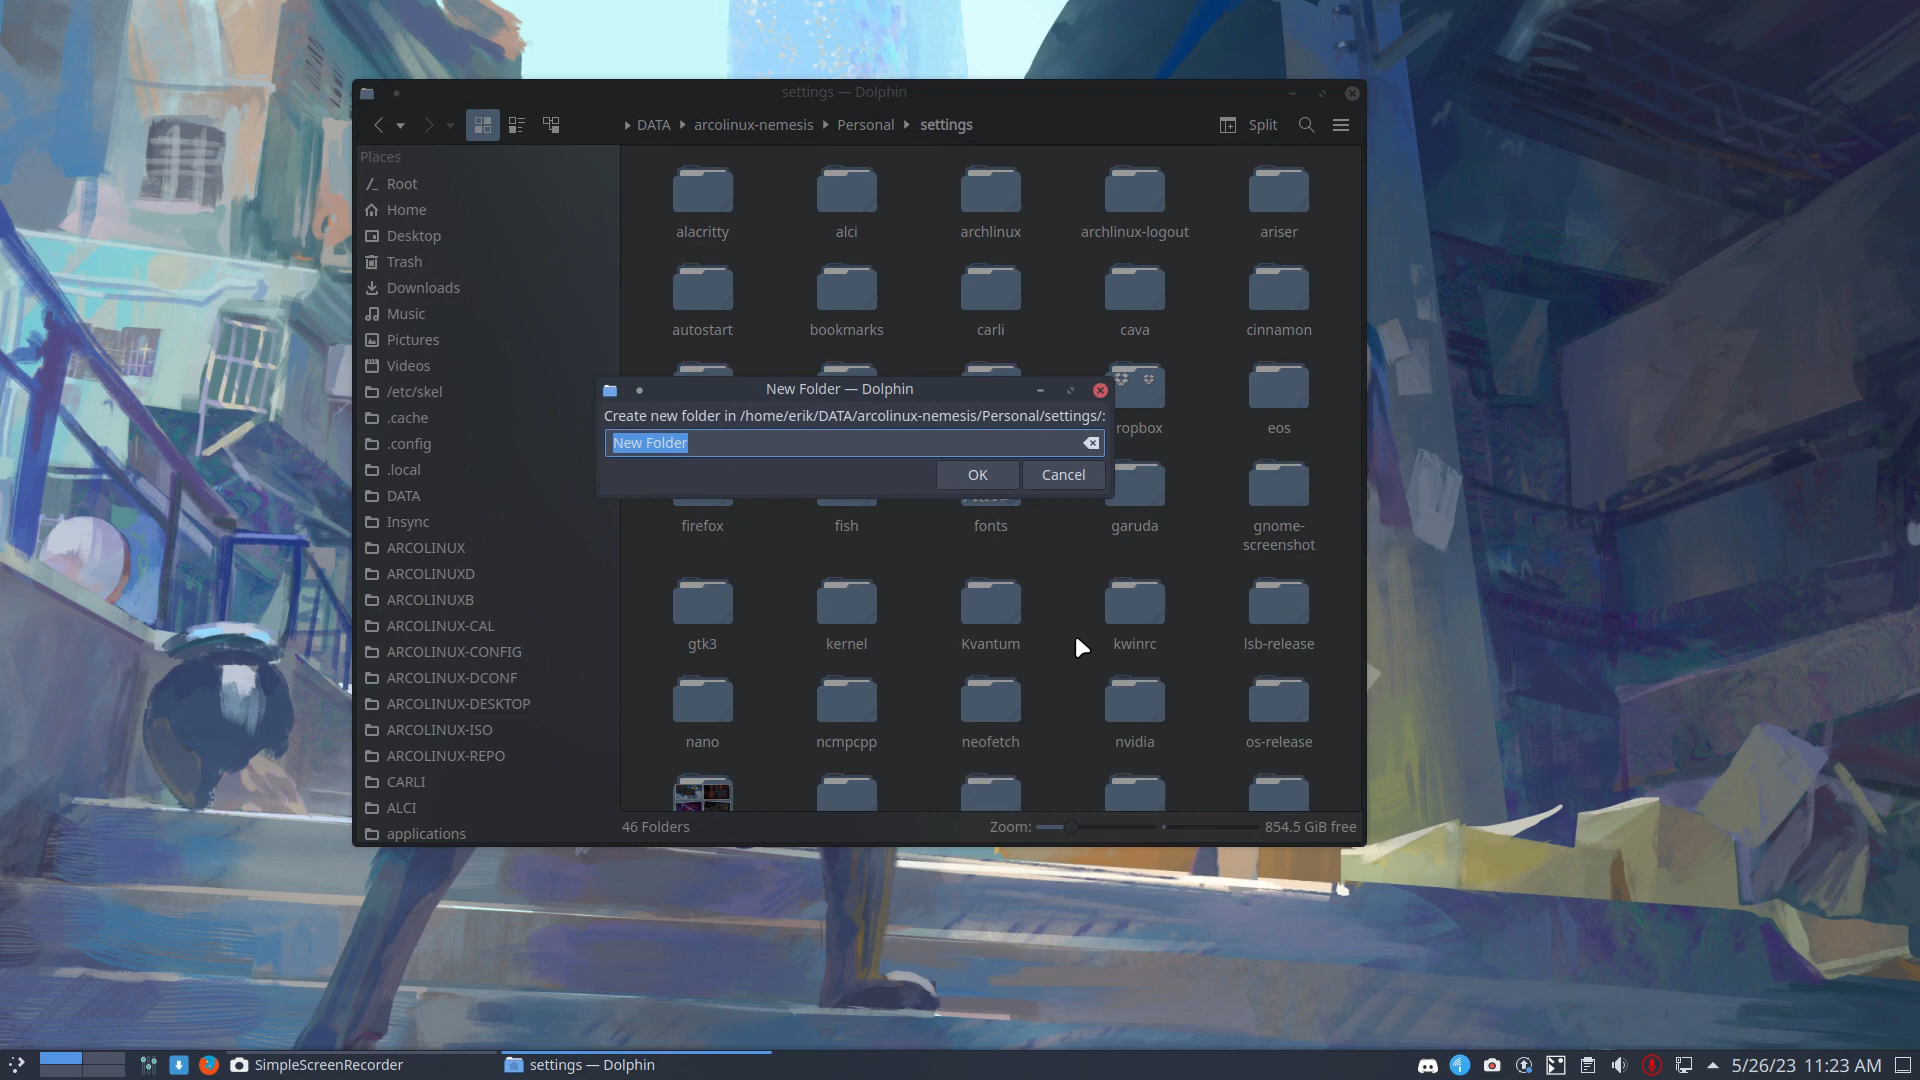 settings — Dolphin
DATA
arcolinux-nemesis
Personal
settings
Split
Places
Root
Home
Desktop
Trash
Downloads
Music
Pictures
Videos
/etc/skel
.cache
.config
.local
DATA
Insync
ARCOLINUX
ARCOLINUXD
ARCOLINUXB
ARCOLINUX-CAL
ARCOLINUX-CONFIG
ARCOLINUX-DCONF
ARCOLINUX-DESKTOP
ARCOLINUX-ISO
ARCOLINUX-REPO
CARLI
ALCI
applications
alacritty
alci
archlinux
archlinux-logout
ariser
autostart
bookmarks
carli
cava
cinnamon
ropbox
eos
New Folder — Dolphin
Create new folder in /home/erik/DATA/arcolinux-nemesis/Personal/settings/:
New Folder
OK
Cancel
firefox
fish
fonts
garuda
gnome-
screenshot
gtk3
kernel
Kvantum
kwinrc
lsb-release
nano
ncmpcpp
neofetch
nvidia
os-release
46 Folders
Zoom:
854.5 GiB free
SimpleScreenRecorder
settings — Dolphin
5/26/23
11:23 AM